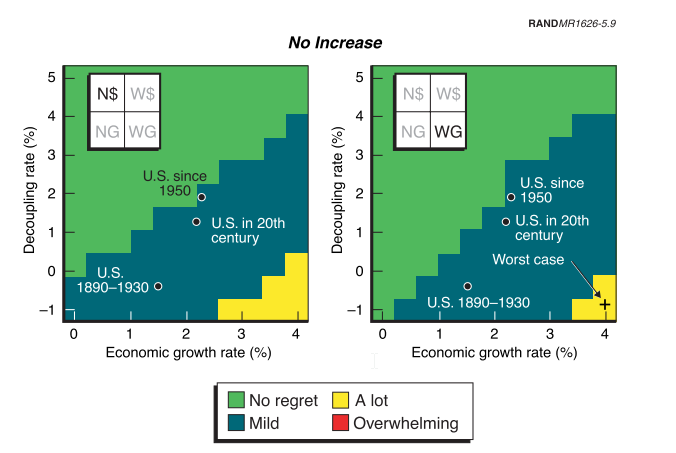 RANDMR1626-5.9
No Increase
Decoupling rate (%)
5
4
3
2
1
0
–1
N$ W$
NG WG
U.S. since
1950
U.S. in 20th
century
U.S.
1890–1930
0 1 2 3 4
Economic growth rate (%)
Decoupling rate (%)
5
4
3
2
1
0
–1
N$ W$
NG WG
U.S. since
1950
U.S. in 20th
century
Worst case
U.S. 1890–1930
0 1 2 3 4
Economic growth rate (%)
No regret A lot
Mild Overwhelming